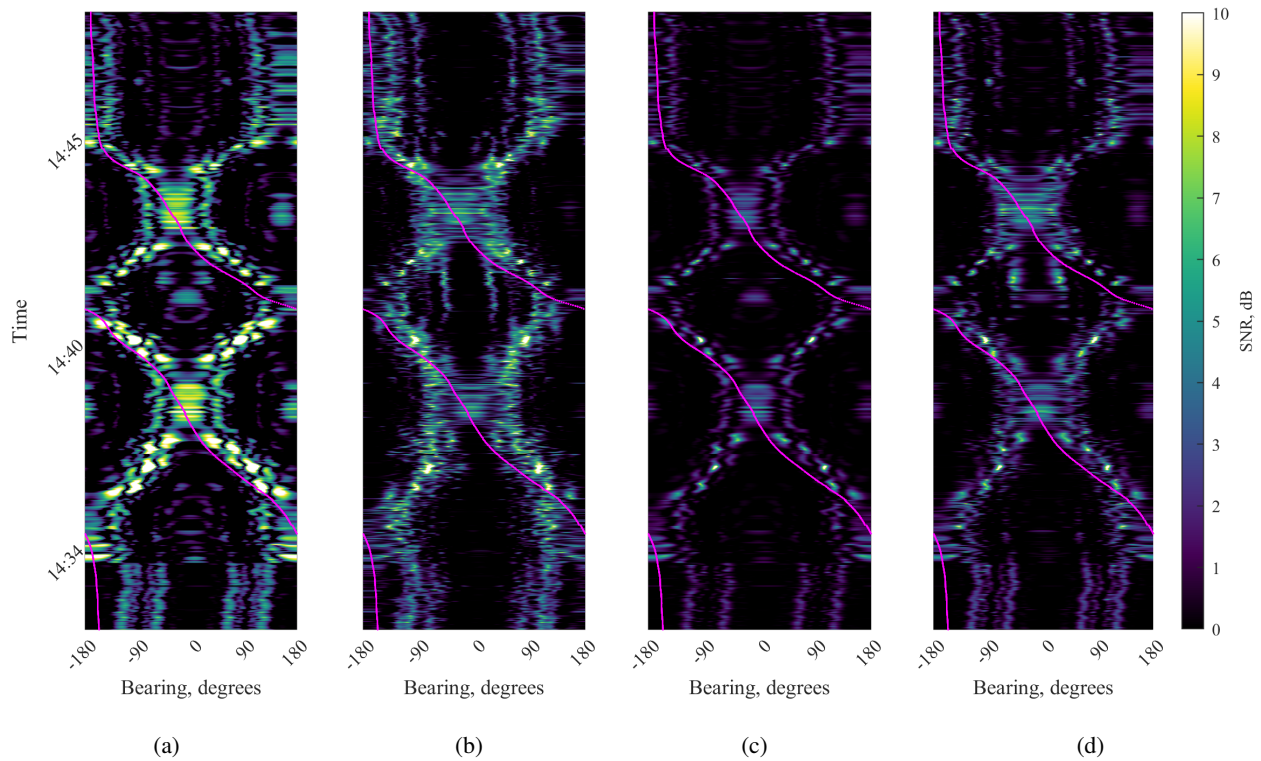 Time
14:45
14:40
14:34
-180 -90 0 90 180
-180 -90 0 90 180
-180 -90 0 90 180
-180 -90 0 90 180
Bearing, degrees
Bearing, degrees
Bearing, degrees
Bearing, degrees
10
9
8
7
6
5
4
3
2
1
0
SNR, dB
(a) (b) (c) (d)